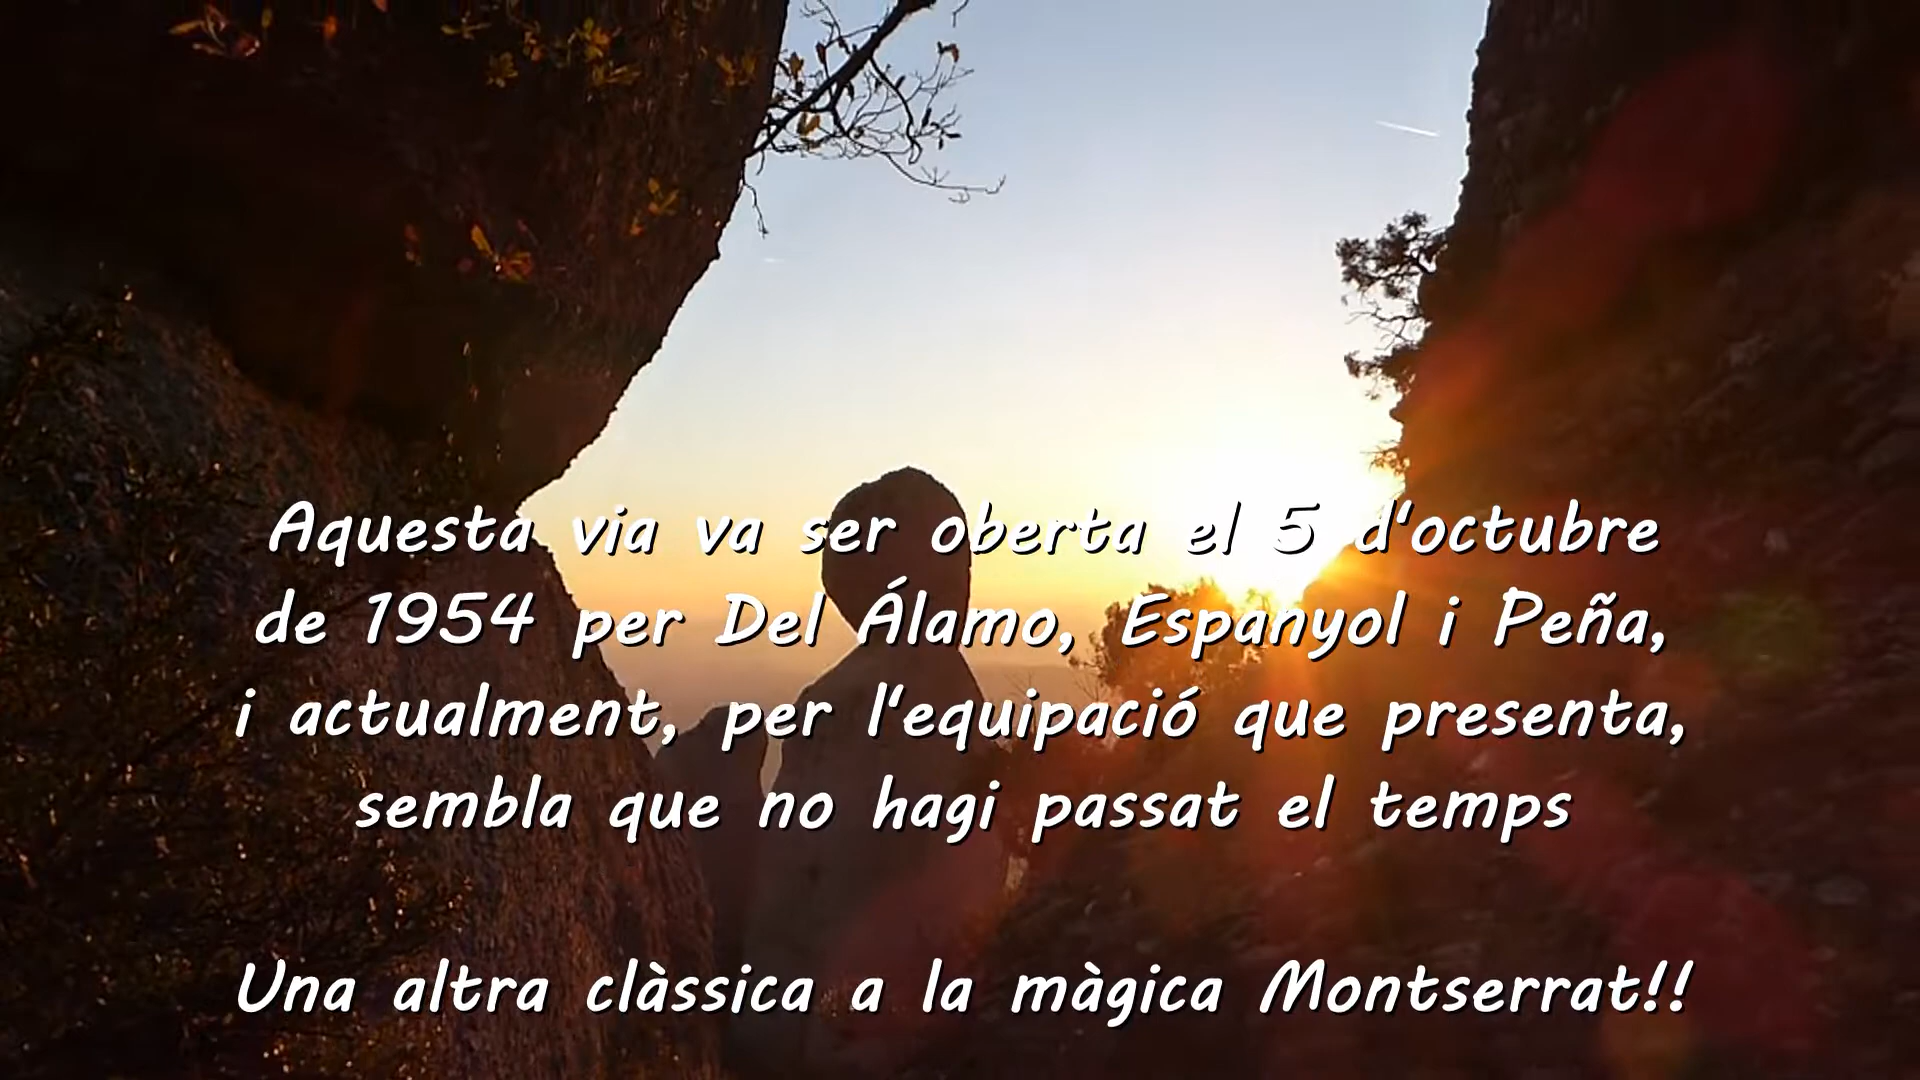 Aquesta via va ser oberta el 5 d'octubre
de 1954 per Del Álamo, Espanyol i Peña,
i actualment, per l'equipació que presenta,
sembla que no hagi passat el temps
Una altra clàssica a la màgica Montserrat!!